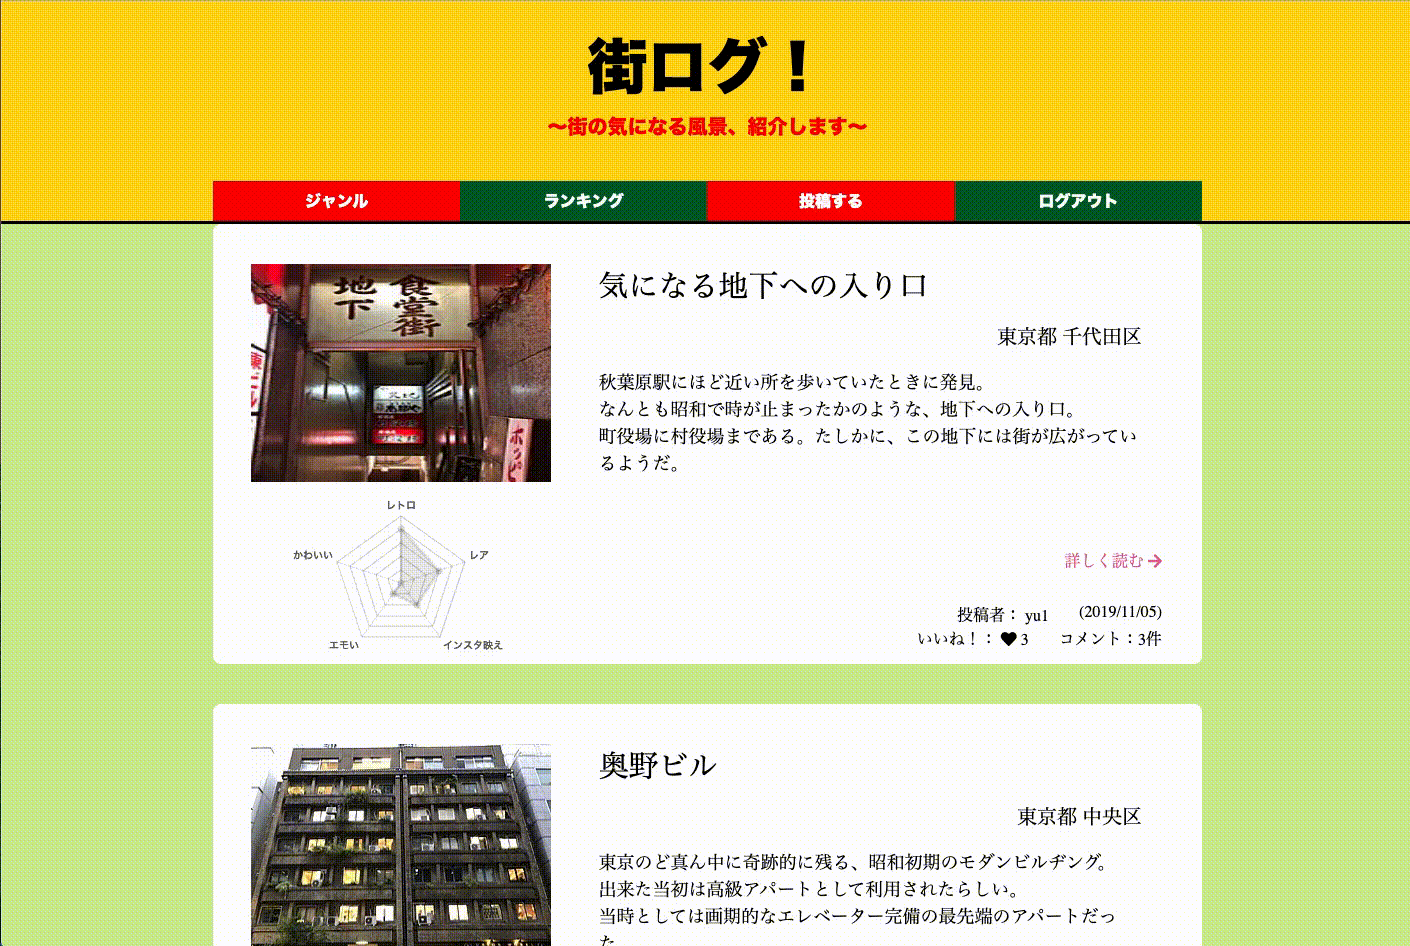 街ログ！
〜街の気になる風景、紹介します〜
ジャンル
ランキング
投稿する
ログアウト
地下
食堂街
ホッピ
気になる地下への入り口
東京都 千代田区
秋葉原駅にほど近い所を歩いていたときに発見。
なんとも昭和で時が止まったかのような、地下への入り口。
町役場に村役場まである。たしかに、この地下には街が広がってい
るようだ。
レトロ
かわいい
レア
エモい
インスタ映え
詳しく読む
投稿者： yu1
(2019/11/05)
いいね！： 3
コメント：3件
奥野ビル
東京都 中央区
東京のど真ん中に奇跡的に残る、昭和初期のモダンビルヂング。
出来た当初は高級アパートとして利用されたらしい。
当時としては画期的なエレベーター完備の最先端のアパートだっ
た